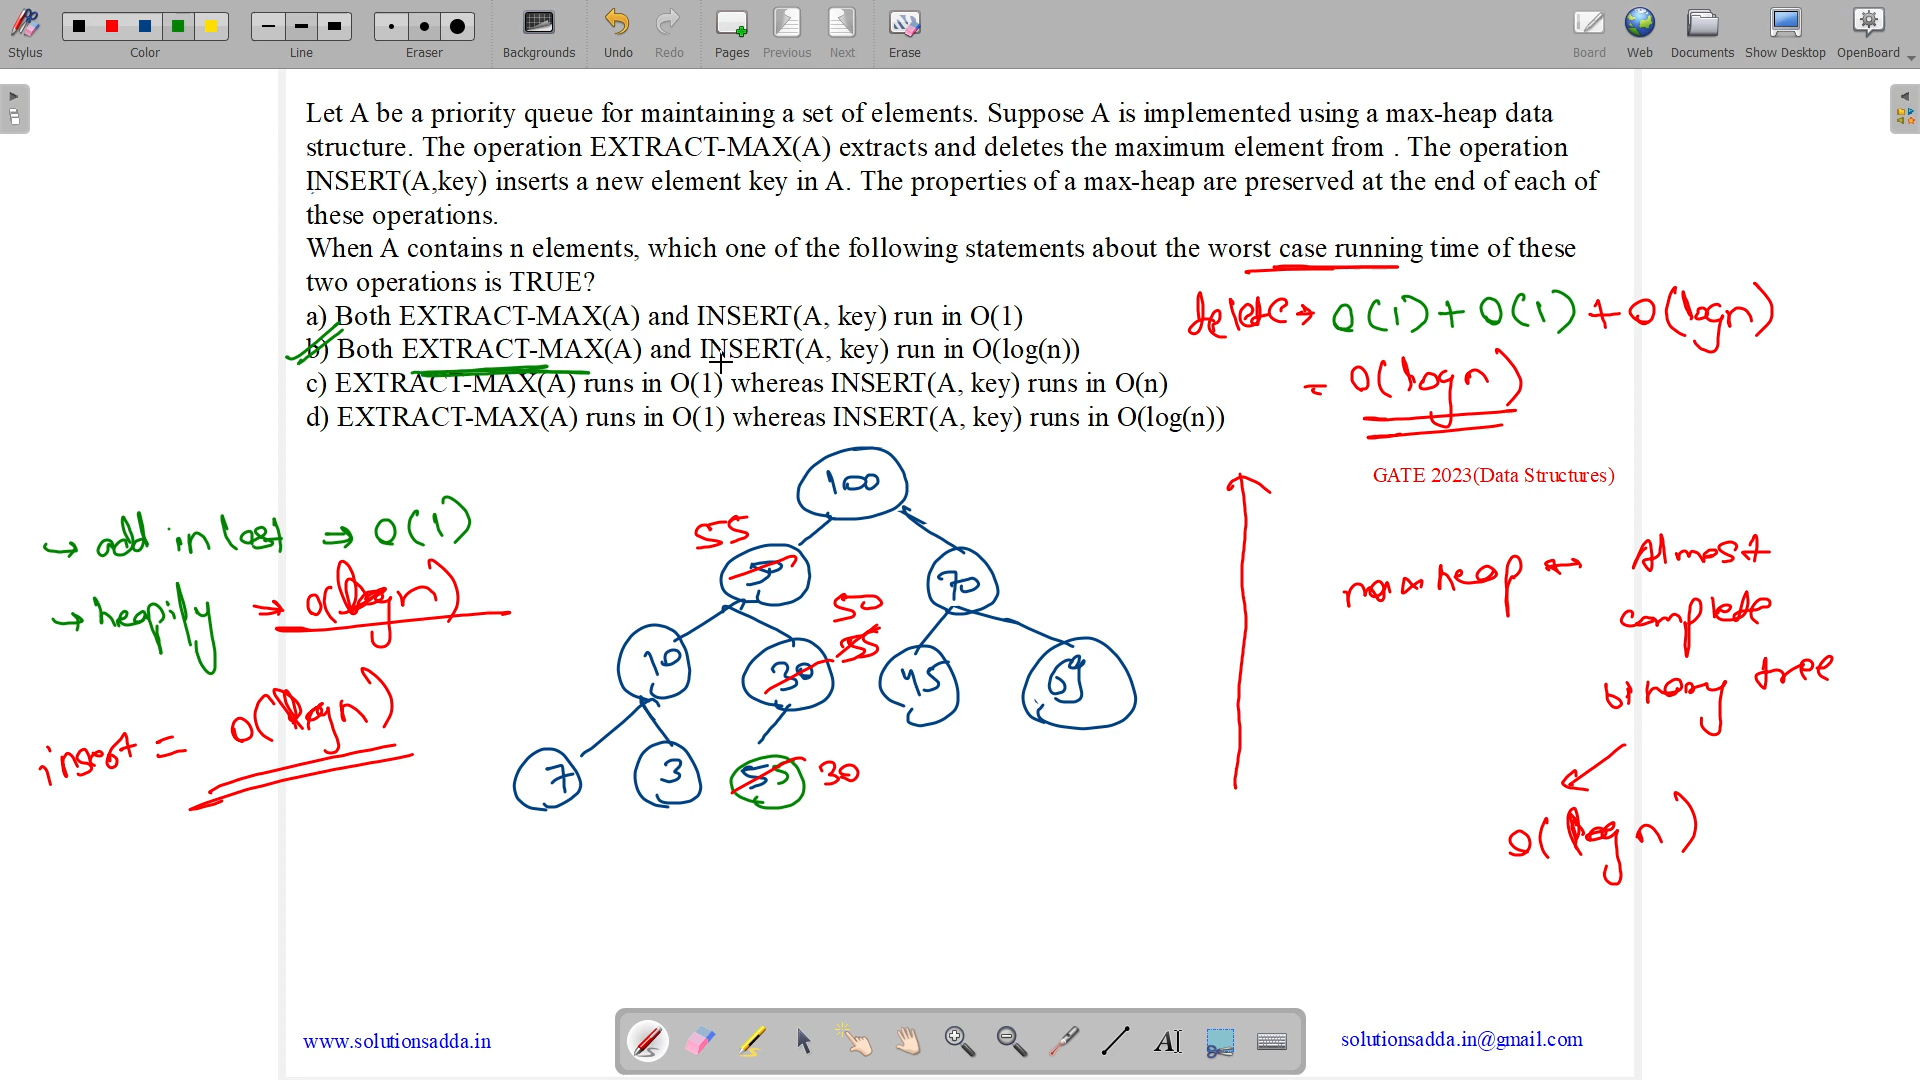 Stylus
Color
Line
Eraser
Backgrounds
Undo
Redo
Pages
Previous
Next
Erase
Board
Web
Documents
Show Desktop
OpenBoard
Let A be a priority queue for maintaining a set of elements. Suppose A is implemented using a max-heap data
structure. The operation EXTRACT-MAX(A) extracts and deletes the maximum element from . The operation
INSERT(A,key) inserts a new element key in A. The properties of a max-heap are preserved at the end of each of
these operations.
When A contains n elements, which one of the following statements about the worst case running time of these
two operations is TRUE?
a) Both EXTRACT-MAX(A) and INSERT(A, key) run in O(1)
b) Both EXTRACT-MAX(A) and INSERT(A, key) run in O(log(n))
c) EXTRACT-MAX(A) runs in O(1) whereas INSERT(A, key) runs in O(n)
d) EXTRACT-MAX(A) runs in O(1) whereas INSERT(A, key) runs in O(log(n))
delete → O(1) + O(1) + O(logn)
= O(logn)
GATE 2023(Data Structures)
→ add in last ⇒ O(1)
→ heapify ⇒ O(logn)
insert = O(logn)
100
55
50
70
50
55
10
30
45
69
7
3
55
30
max heap ↔ Almost
complete
binary tree
O(logn)
www.solutionsadda.in
solutionsadda.in@gmail.com